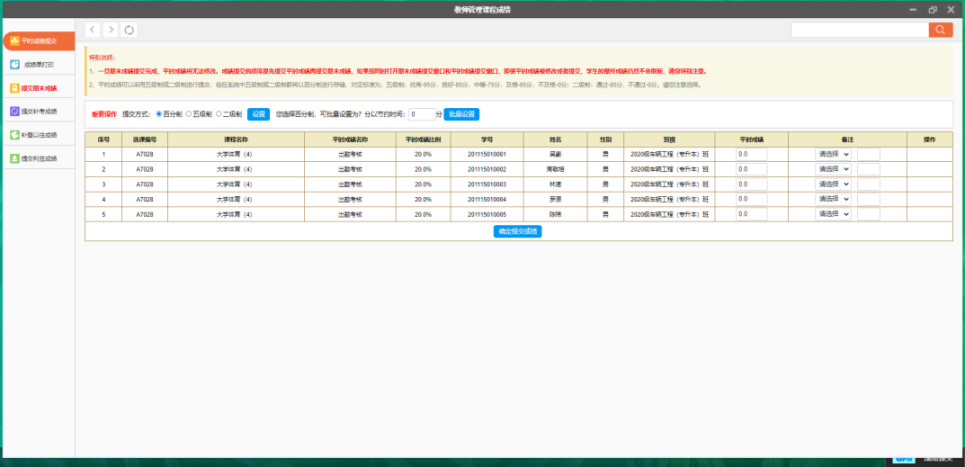 教师管理课程成绩
平时成绩提交
成绩单打印
提交期末成绩
提交补考成绩
补登以往成绩
提交科技成绩
特别说明：
1、一旦期末成绩提交完成，平时成绩将无法修改。成绩提交的顺序是先提交平时成绩再提交期末成绩，如果您同时打开期末成绩提交窗口和平时成绩提交窗口，即使平时成绩被修改或者提交，学生的整体成绩仍然不会刷新，请您特别注意。
2、平时成绩可以采用五级制或二级制进行提交，但在系统中五级制或二级制都将以百分制进行存储，对应标准为，五级制：优秀-95分；良好-85分；中等-75分；及格-65分；不及格-0分；二级制：通过-85分；不通过-0分，请您注意选择。
重要操作 提交方式： 百分制 五级制 二级制 设置 您选择百分制，可批量设置为？分以节约时间： 0 分 批量设置
序号 选课编号 课程名称 平时成绩名称 平时成绩比例 学号 姓名 性别 班级 平时成绩 备注 操作
1 A7028 大学体育（4） 出勤考核 20.0% 201115010001 男 2020级车辆工程（专升本）班 0.0 请选择
2 A7028 大学体育（4） 出勤考核 20.0% 201115010002 周敏培 男 2020级车辆工程（专升本）班 0.0 请选择
3 A7028 大学体育（4） 出勤考核 20.0% 201115010003 男 2020级车辆工程（专升本）班 0.0 请选择
4 A7028 大学体育（4） 出勤考核 20.0% 201115010004 罗原 男 2020级车辆工程（专升本）班 0.0 请选择
5 A7028 大学体育（4） 出勤考核 20.0% 201115010005 男 2020级车辆工程（专升本）班 0.0 请选择
确定提交成绩